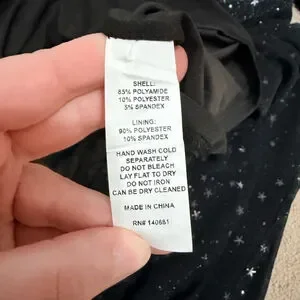 SHELL:
85% POLYAMIDE
10% POLYESTER
5% SPANDEX
LINING:
90% POLYESTER
10% SPANDEX
HAND WASH COLD
SEPARATELY
DO NOT BLEACH
LAY FLAT TO DRY
DO NOT IRON
CAN BE DRY CLEANED
MADE IN CHINA
RN# 140681